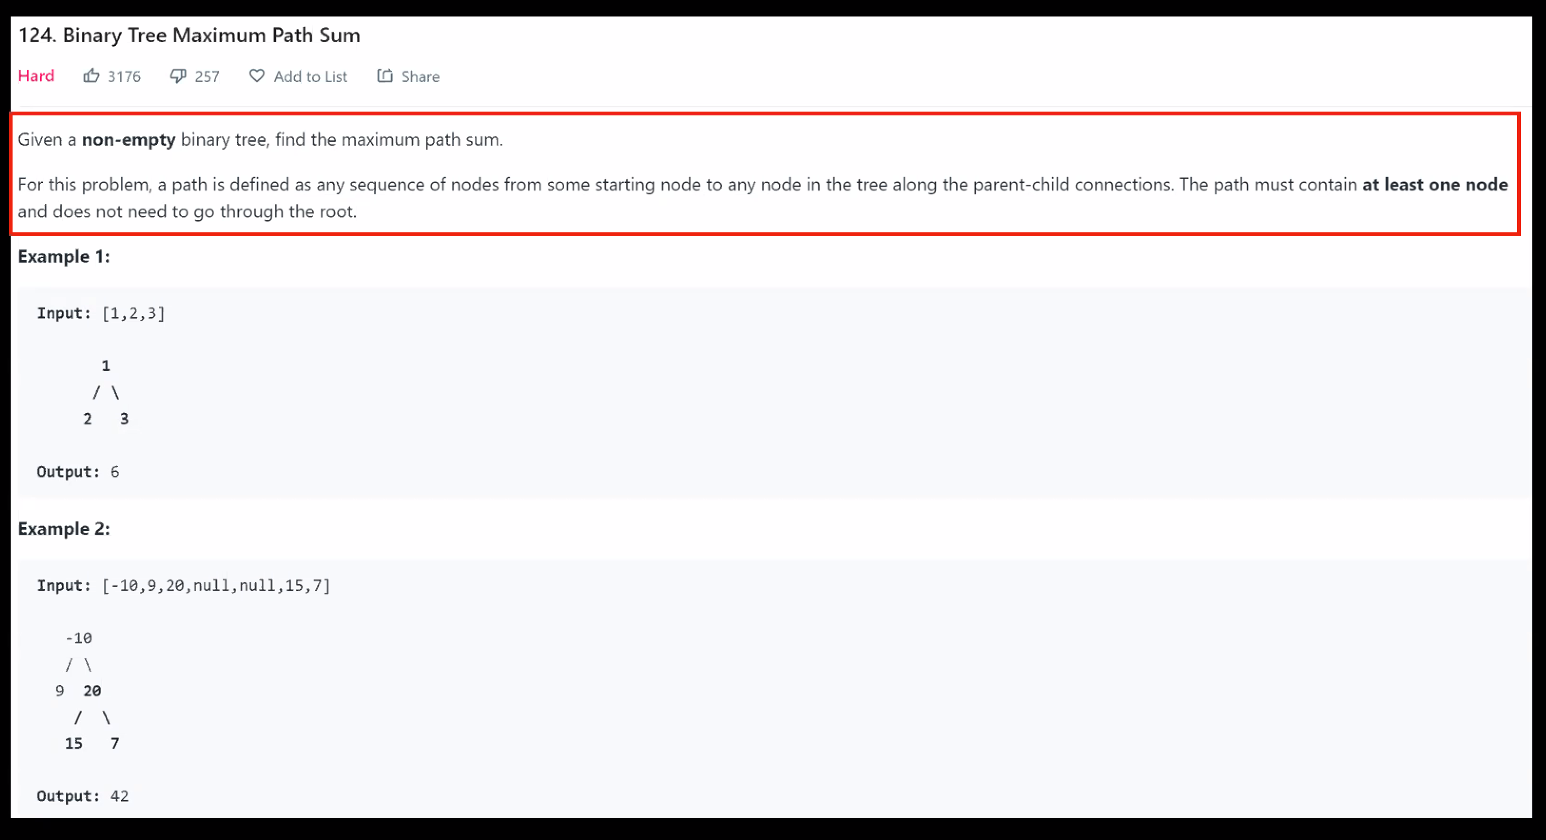 124. Binary Tree Maximum Path Sum
Hard 3176 257 Add to List Share
Given a non-empty binary tree, find the maximum path sum.
For this problem, a path is defined as any sequence of nodes from some starting node to any node in the tree along the parent-child connections. The path must contain at least one node
and does not need to go through the root.
Example 1:
Input: [1,2,3]
1
/ \
2 3
Output: 6
Example 2:
Input: [-10,9,20,null,null,15,7]
-10
/ \
9 20
/ \
15 7
Output: 42